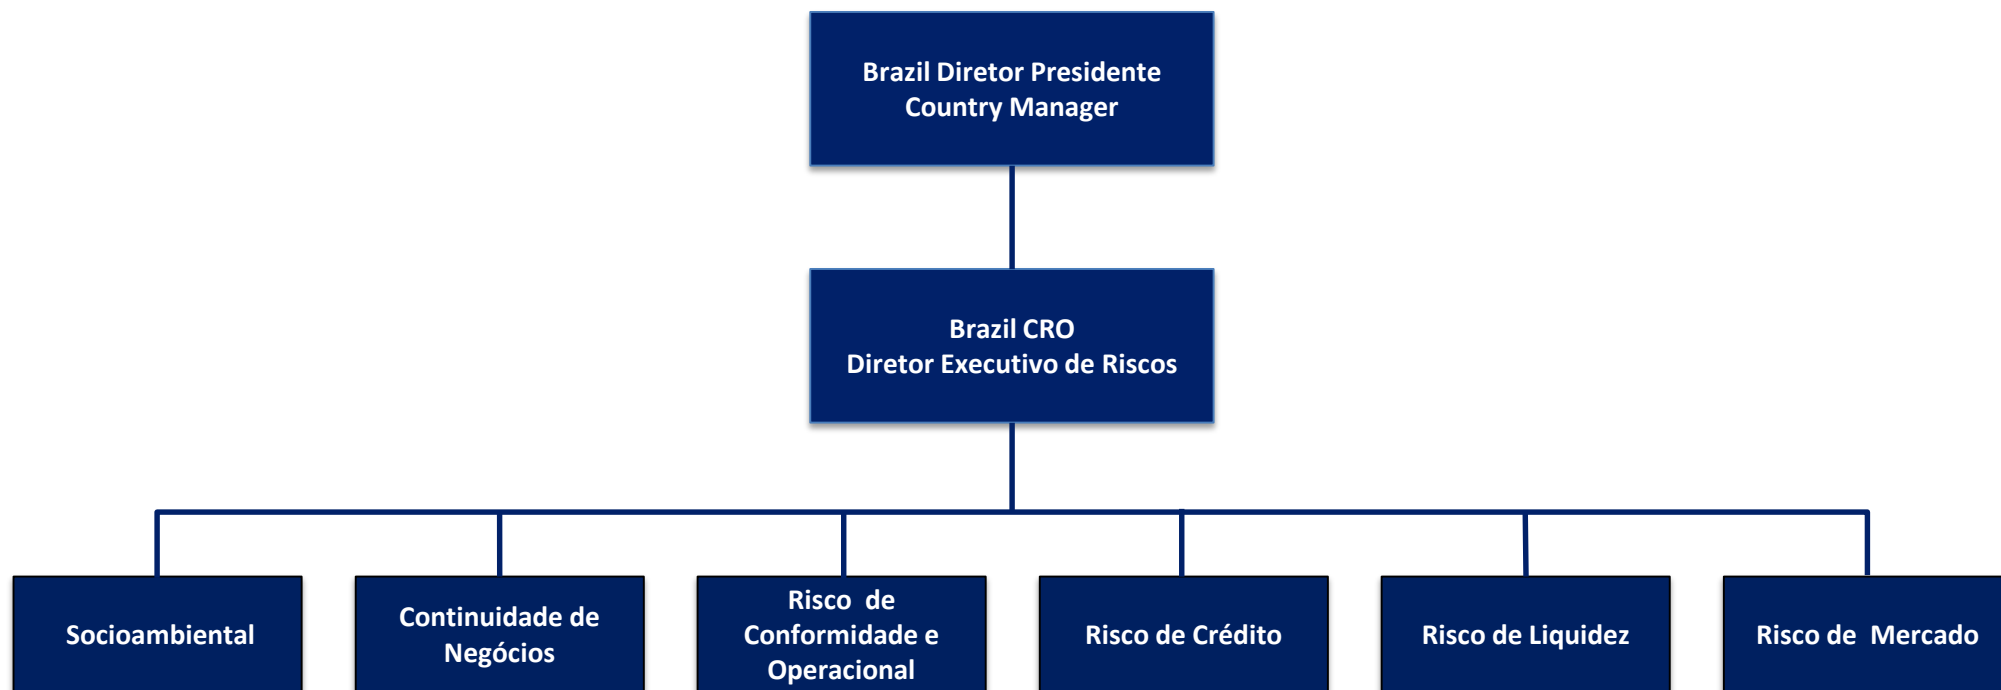 Brazil Diretor Presidente
Country Manager
Brazil CRO
Diretor Executivo de Riscos
Socioambiental
Continuidade de
Negócios
Risco de
Conformidade e
Operacional
Risco de Crédito
Risco de Liquidez
Risco de Mercado